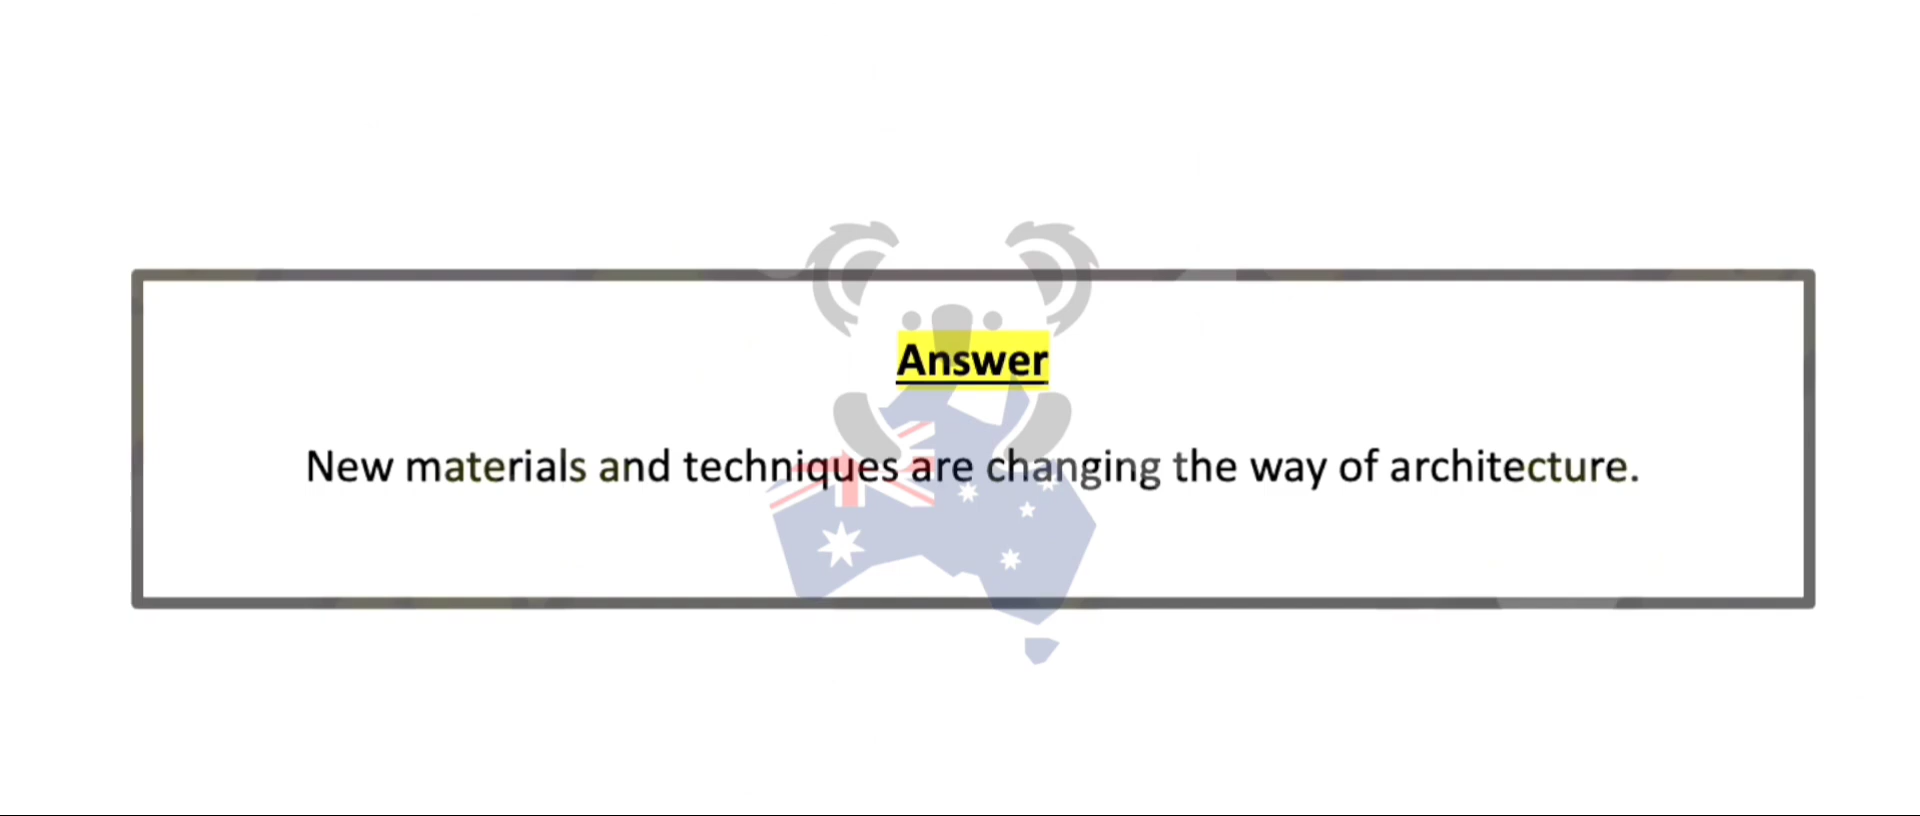 Answer
New materials and techniques are changing the way of architecture.